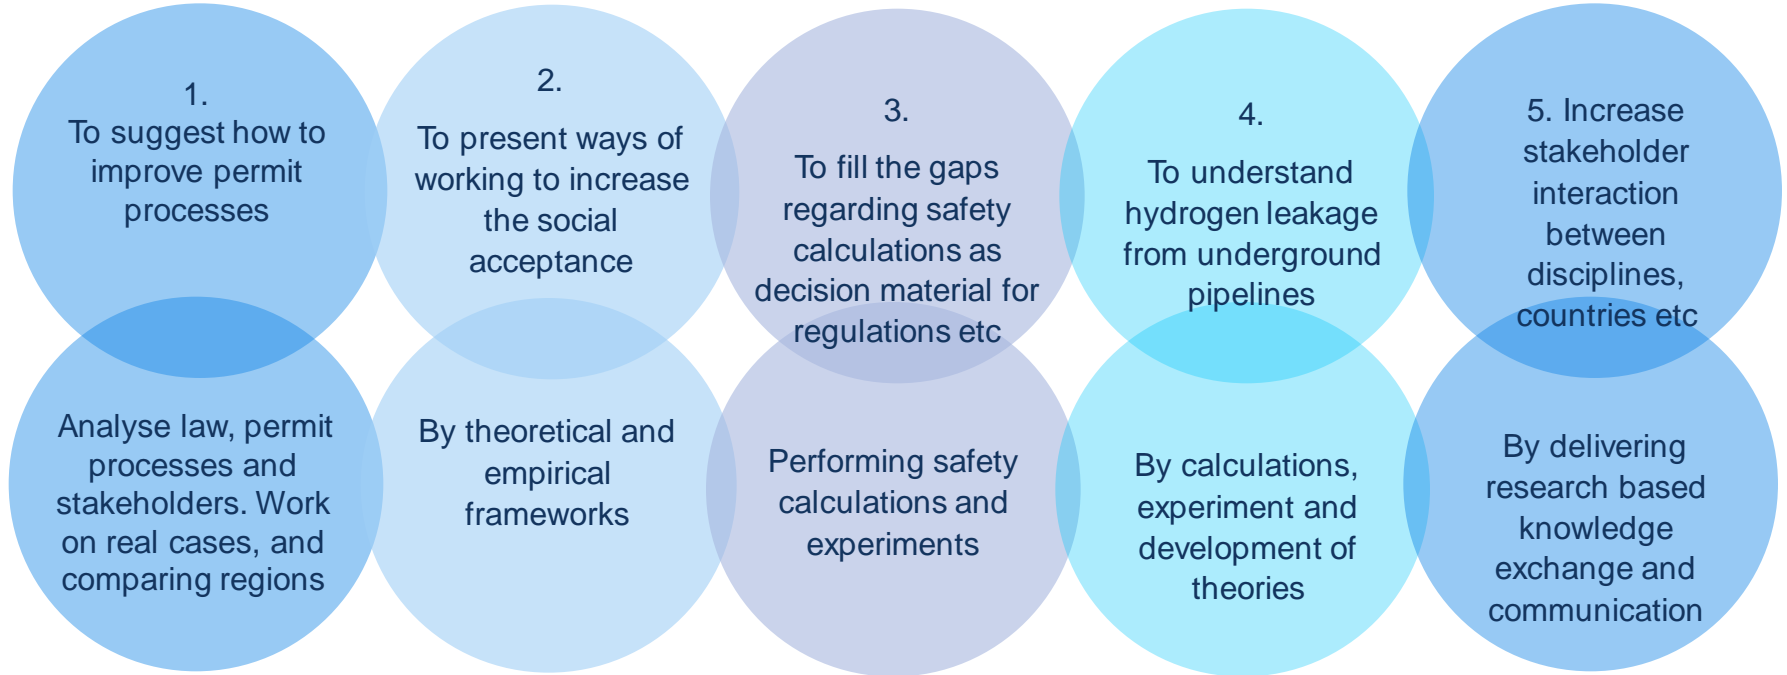 1.
To suggest how to
improve permit
processes
2.
To present ways of
working to increase
the social
acceptance
3.
To fill the gaps
regarding safety
calculations as
decision material for
regulations etc
4.
To understand
hydrogen leakage
from underground
pipelines
5. Increase
stakeholder
interaction
between
disciplines,
countries etc
Analyse law, permit
processes and
stakeholders. Work
on real cases, and
comparing regions
By theoretical and
empirical
frameworks
Performing safety
calculations and
experiments
By calculations,
experiment and
development of
theories
By delivering
research based
knowledge
exchange and
communication